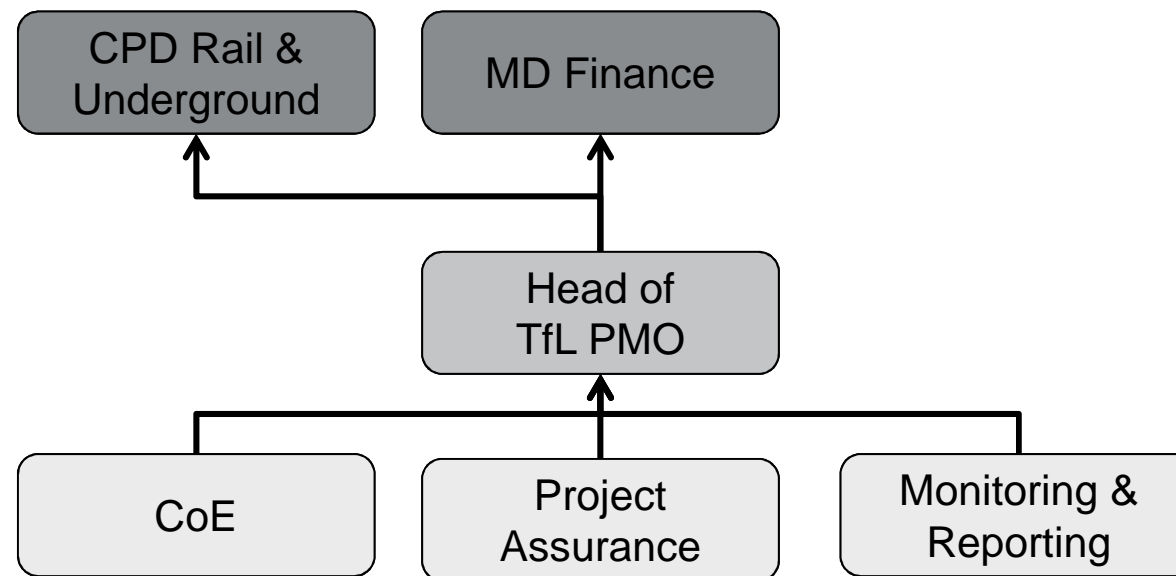 CPD Rail &
Underground
MD Finance
Head of
TfL PMO
CoE
Project
Assurance
Monitoring &
Reporting